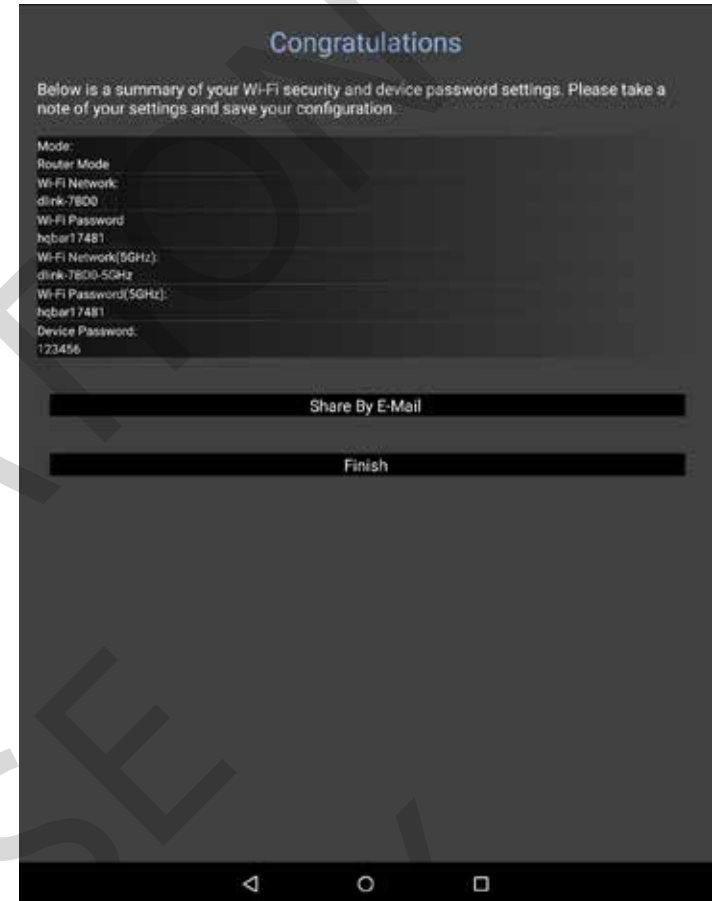 Congratulations
Below is a summary of your Wi-Fi security and device password settings. Please take a
note of your settings and save your configuration.
Mode:
Router Mode
Wi-Fi Network:
dlink-7BD0
Wi-Fi Password
hqbar17481
Wi-Fi Network(5GHz):
dlink-7BD0-5GHz
Wi-Fi Password(5GHz):
hqbar17481
Device Password:
123456
Share By E-Mail
Finish